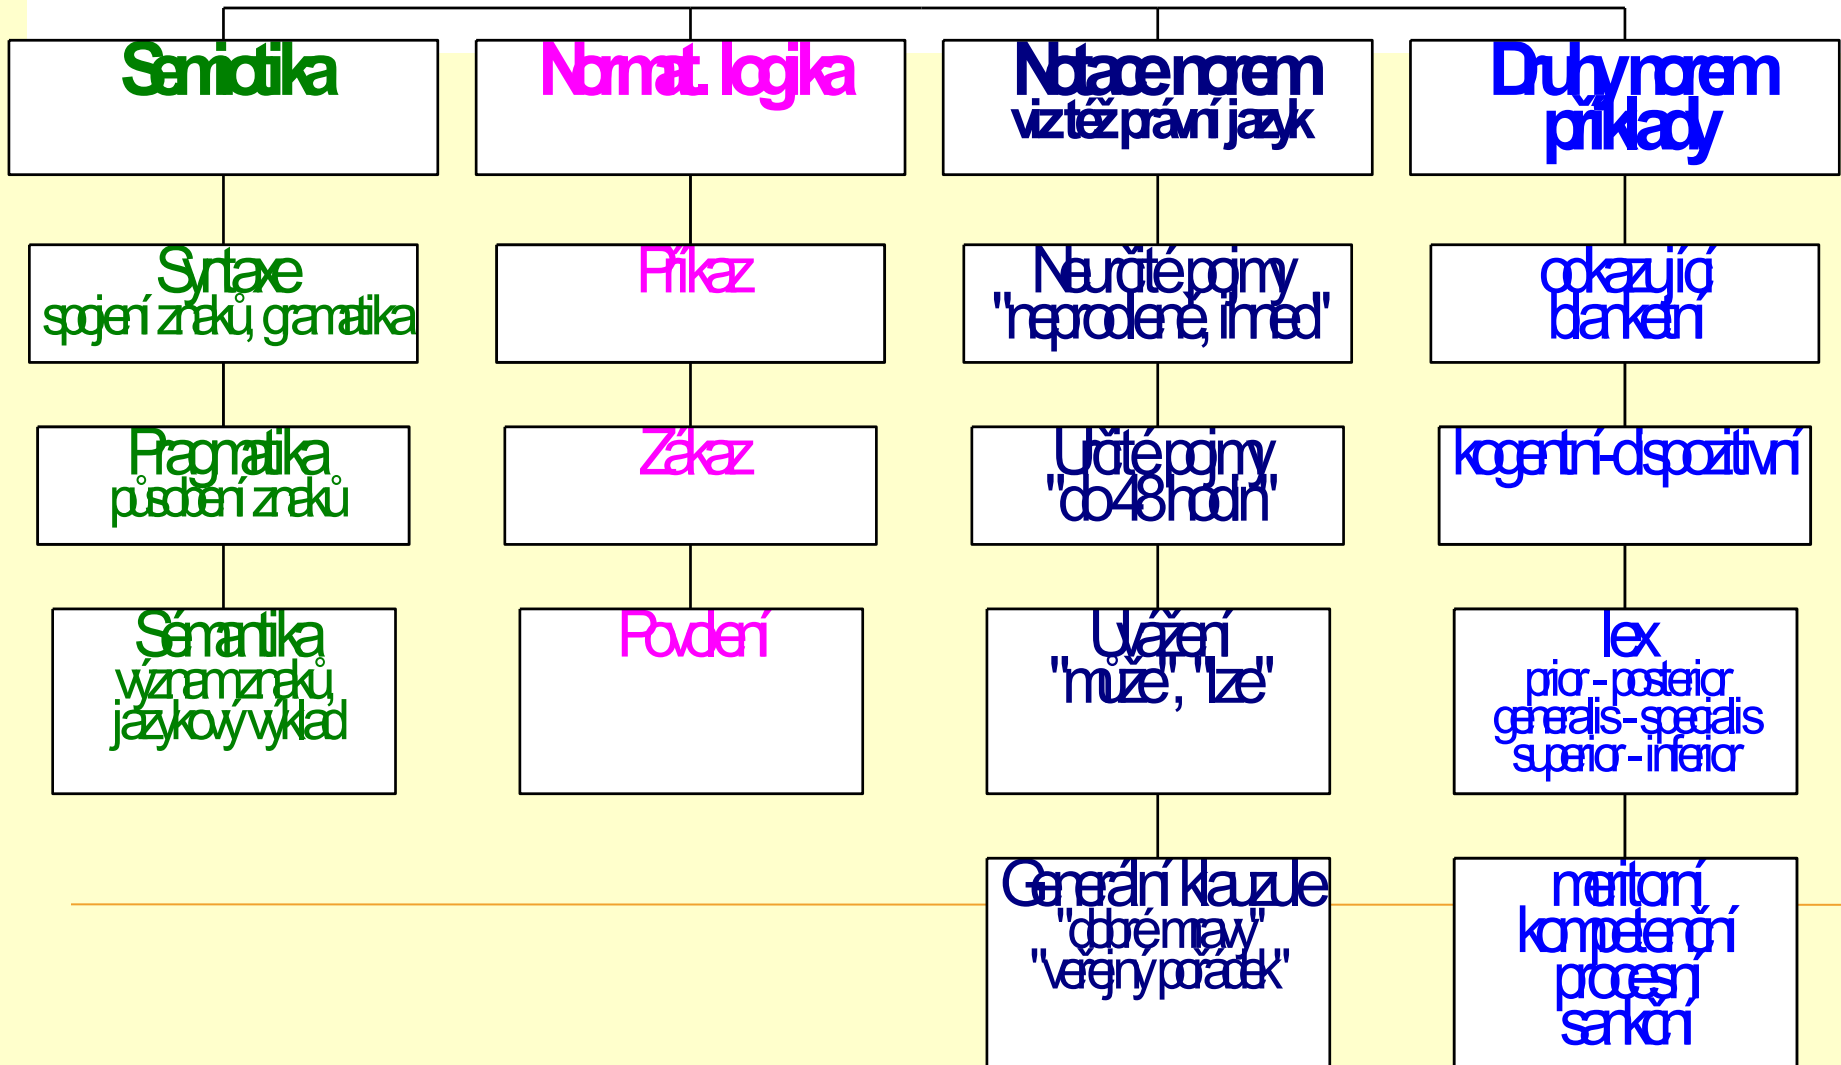 Semiotika
Normat. logika
Notace norem
viz též právní jazyk
Druhy norem
příklady
Syntaxe
spojení znaků, gramatika
Příkaz
Neurčité pojmy
"neprodleně, ihned"
odkazující
blanketní
Pragmatika
působení znaků
Zákaz
Určité pojmy
"do 48 hodin"
kogentní-dispozitivní
Sémantika
význam znaků,
jazykový výklad
Povolení
Uvážení
"může", "lze"
lex
prior - posterior
generalis - specialis
superior - inferior
Generální klauzule
"dobré mravy"
"veřejný pořádek"
meritorní
kompetenční
procesní
sankční